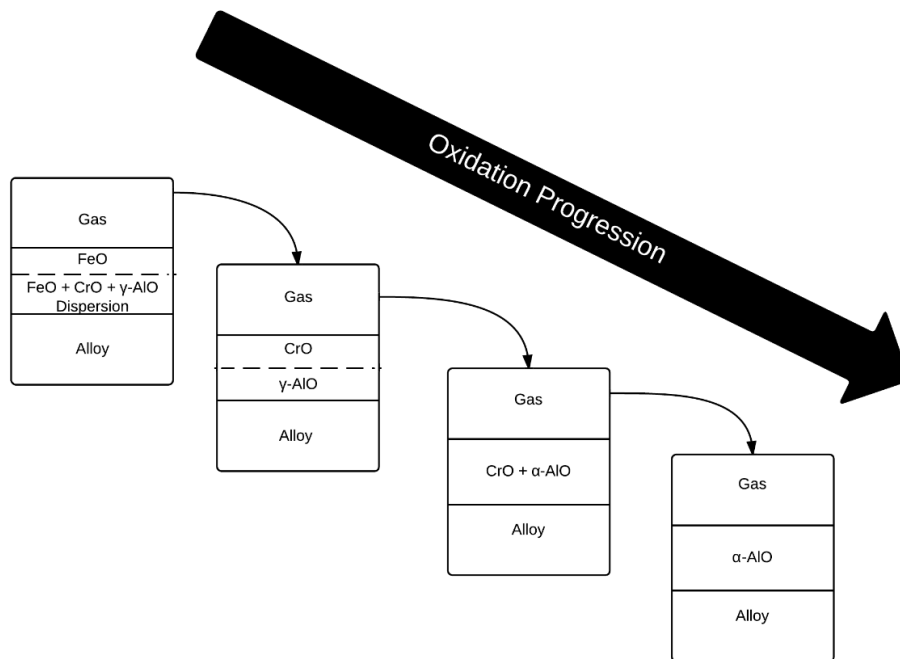 Oxidation Progression
Gas
FeO
FeO + CrO + γ-AlO
Dispersion
Alloy
Gas
CrO
γ-AlO
Alloy
Gas
CrO + α-AlO
Alloy
Gas
α-AlO
Alloy